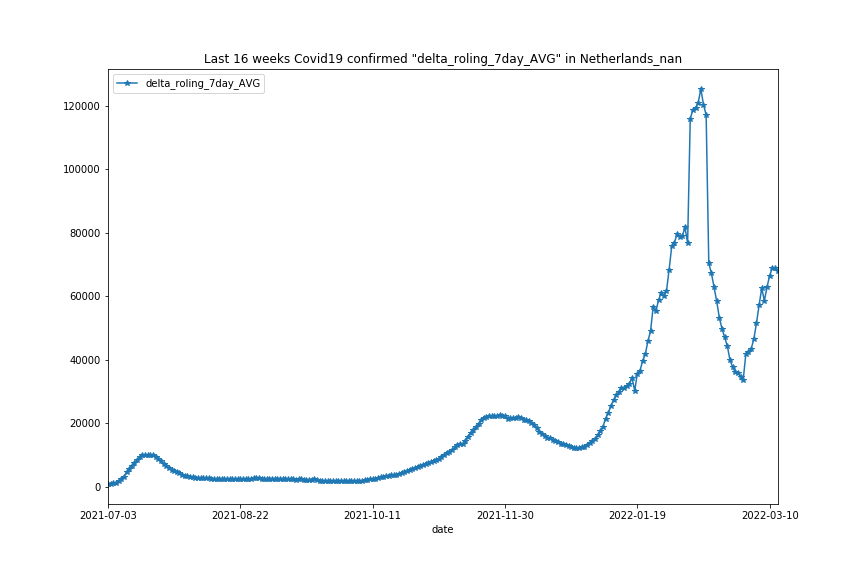 Last 16 weeks Covid19 confirmed "delta_roling_7day_AVG" in Netherlands_nan
delta_roling_7day_AVG
120000
100000
80000
60000
40000
20000
0
2021-07-03 2021-08-22 2021-10-11 2021-11-30 2022-01-19 2022-03-10
date